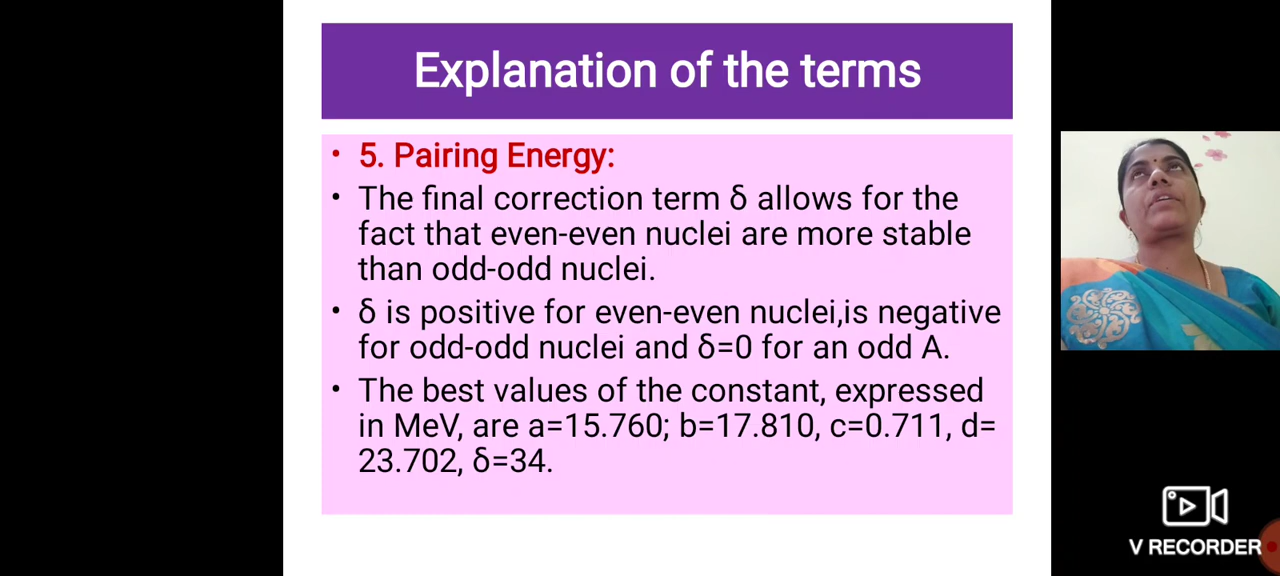 Explanation of the terms
• 5. Pairing Energy:
• The final correction term δ allows for the
fact that even-even nuclei are more stable
than odd-odd nuclei.
• δ is positive for even-even nuclei,is negative
for odd-odd nuclei and δ=0 for an odd A.
• The best values of the constant, expressed
in MeV, are a=15.760; b=17.810, c=0.711, d=
23.702, δ=34.
V RECORDER